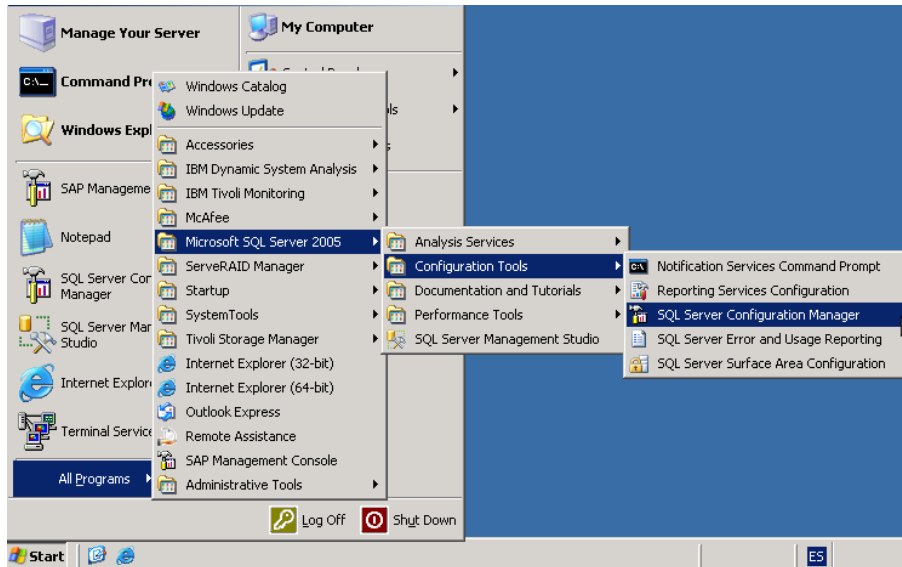 Manage Your Server
My Computer
Command Pr
Windows Expl
SAP Manageme
Notepad
SQL Server Con
Manager
SQL Server Mar
Studio
Internet Explor
Terminal Service
All Programs
Windows Catalog
Windows Update
Accessories
IBM Dynamic System Analysis
IBM Tivoli Monitoring
McAfee
Microsoft SQL Server 2005
ServeRAID Manager
Startup
SystemTools
Tivoli Storage Manager
Internet Explorer (32-bit)
Internet Explorer (64-bit)
Outlook Express
Remote Assistance
SAP Management Console
Administrative Tools
Analysis Services
Configuration Tools
Documentation and Tutorials
Performance Tools
SQL Server Management Studio
Notification Services Command Prompt
Reporting Services Configuration
SQL Server Configuration Manager
SQL Server Error and Usage Reporting
SQL Server Surface Area Configuration
Log Off
Shut Down
Start
ES